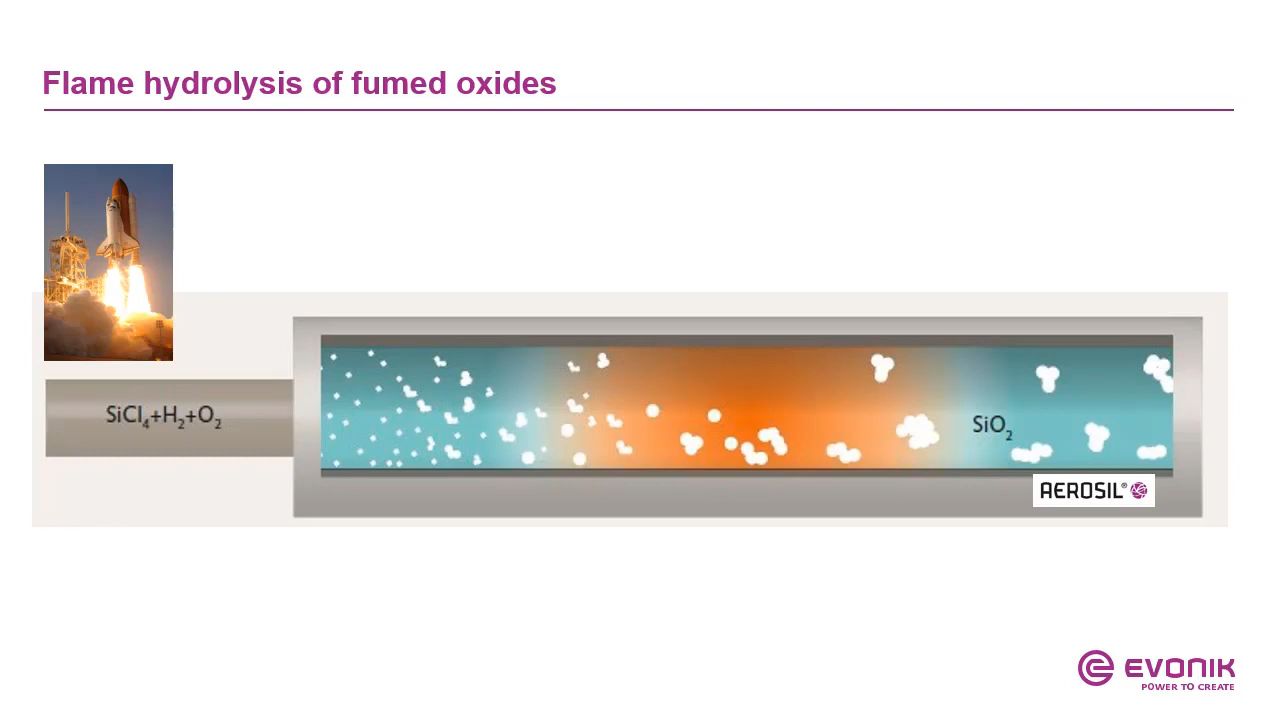 Flame hydrolysis of fumed oxides
SiCl₄+H₂+O₂
SiO₂
AEROSIL®
EVONIK
POWER TO CREATE